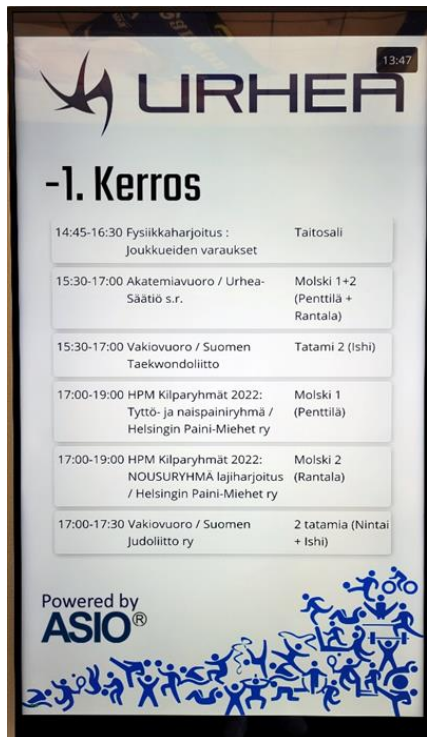 13:47
URHEA
-1. Kerros
14:45-16:30 Fysiikkaharjoitus : Taitosali
Joukkueiden varaukset
15:30-17:00 Akatemiavuoro / Urhea- Molski 1+2
Säätiö s.r. (Penttilä +
Rantala)
15:30-17:00 Vakiovuoro / Suomen Tatami 2 (Ishi)
Taekwondoliitto
17:00-19:00 HPM Kilparyhmät 2022: Molski 1
Tyttö- ja naispainiryhmä / (Penttilä)
Helsingin Paini-Miehet ry
17:00-19:00 HPM Kilparyhmät 2022: Molski 2
NOUSURYHMÄ lajiharjoitus (Rantala)
/ Helsingin Paini-Miehet ry
17:00-17:30 Vakiovuoro / Suomen 2 tatamia (Nintai
Judoliitto ry + Ishi)
Powered by
ASIO®